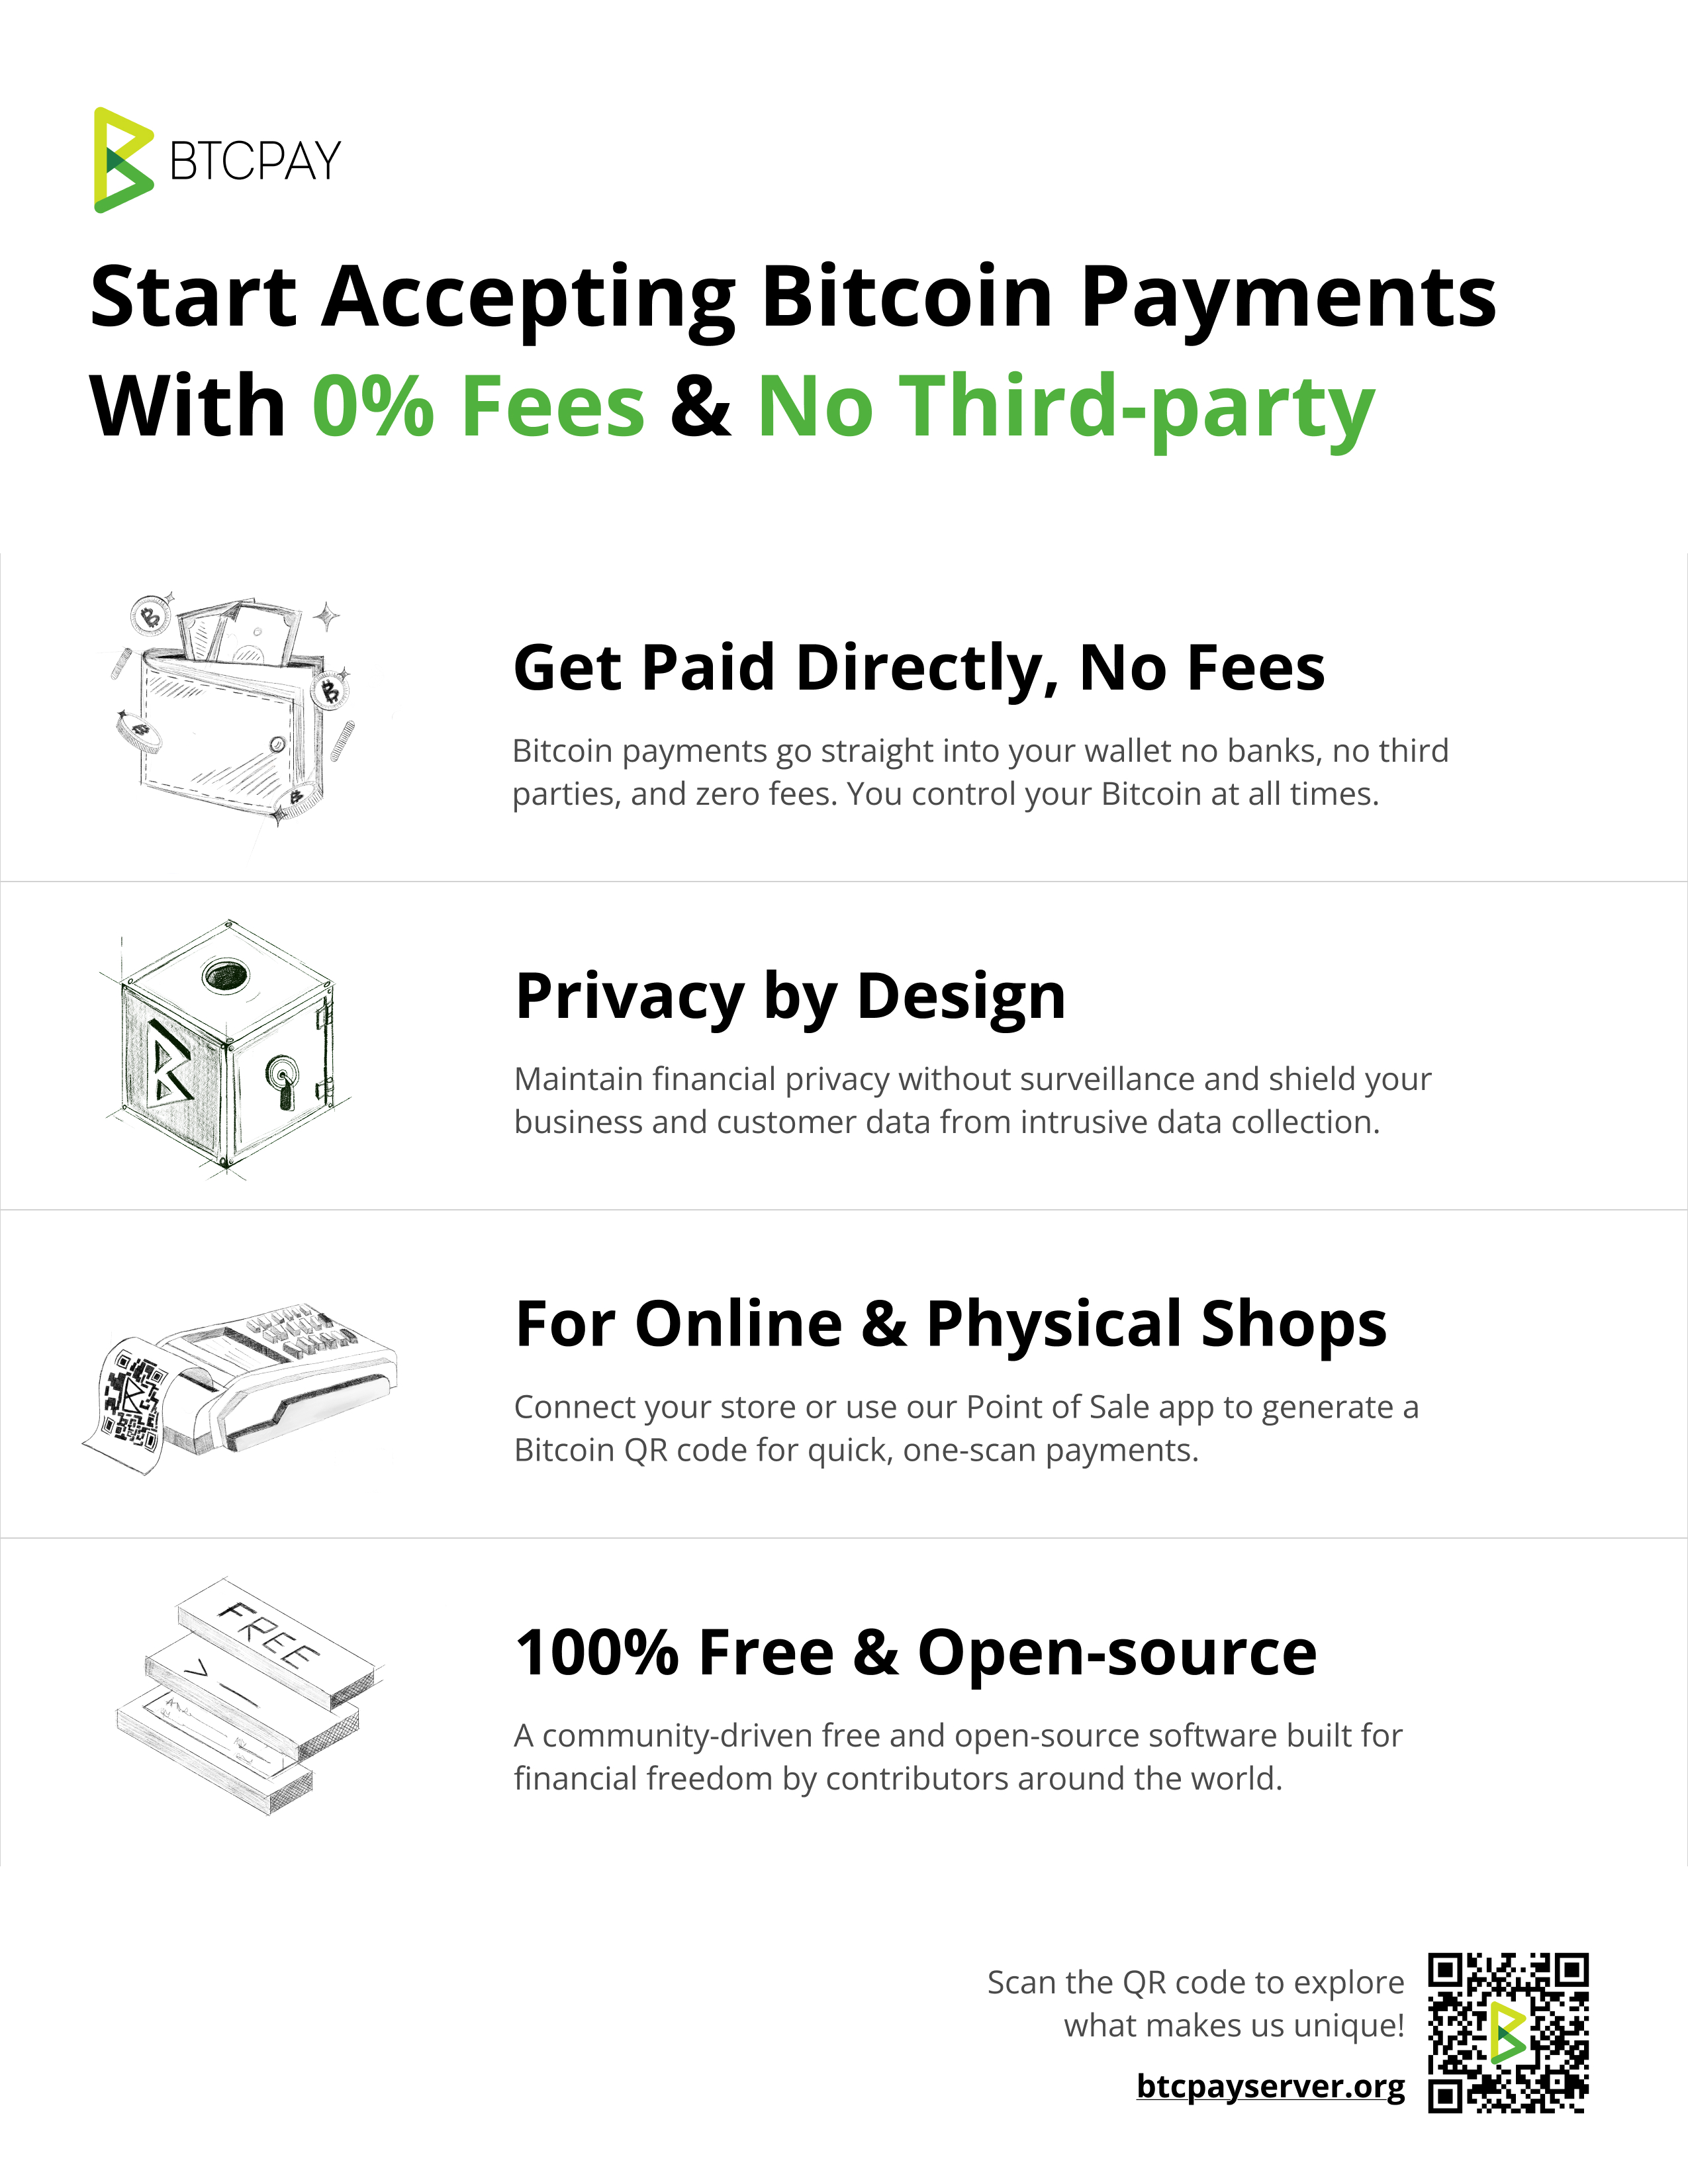 BTCPAY
Start Accepting Bitcoin Payments
With 0% Fees & No Third-party
Get Paid Directly, No Fees
Bitcoin payments go straight into your wallet no banks, no third
parties, and zero fees. You control your Bitcoin at all times.
Privacy by Design
Maintain financial privacy without surveillance and shield your
business and customer data from intrusive data collection.
For Online & Physical Shops
Connect your store or use our Point of Sale app to generate a
Bitcoin QR code for quick, one-scan payments.
FREE
>_
100% Free & Open-source
A community-driven free and open-source software built for
financial freedom by contributors around the world.
Scan the QR code to explore
what makes us unique!
btcpayserver.org